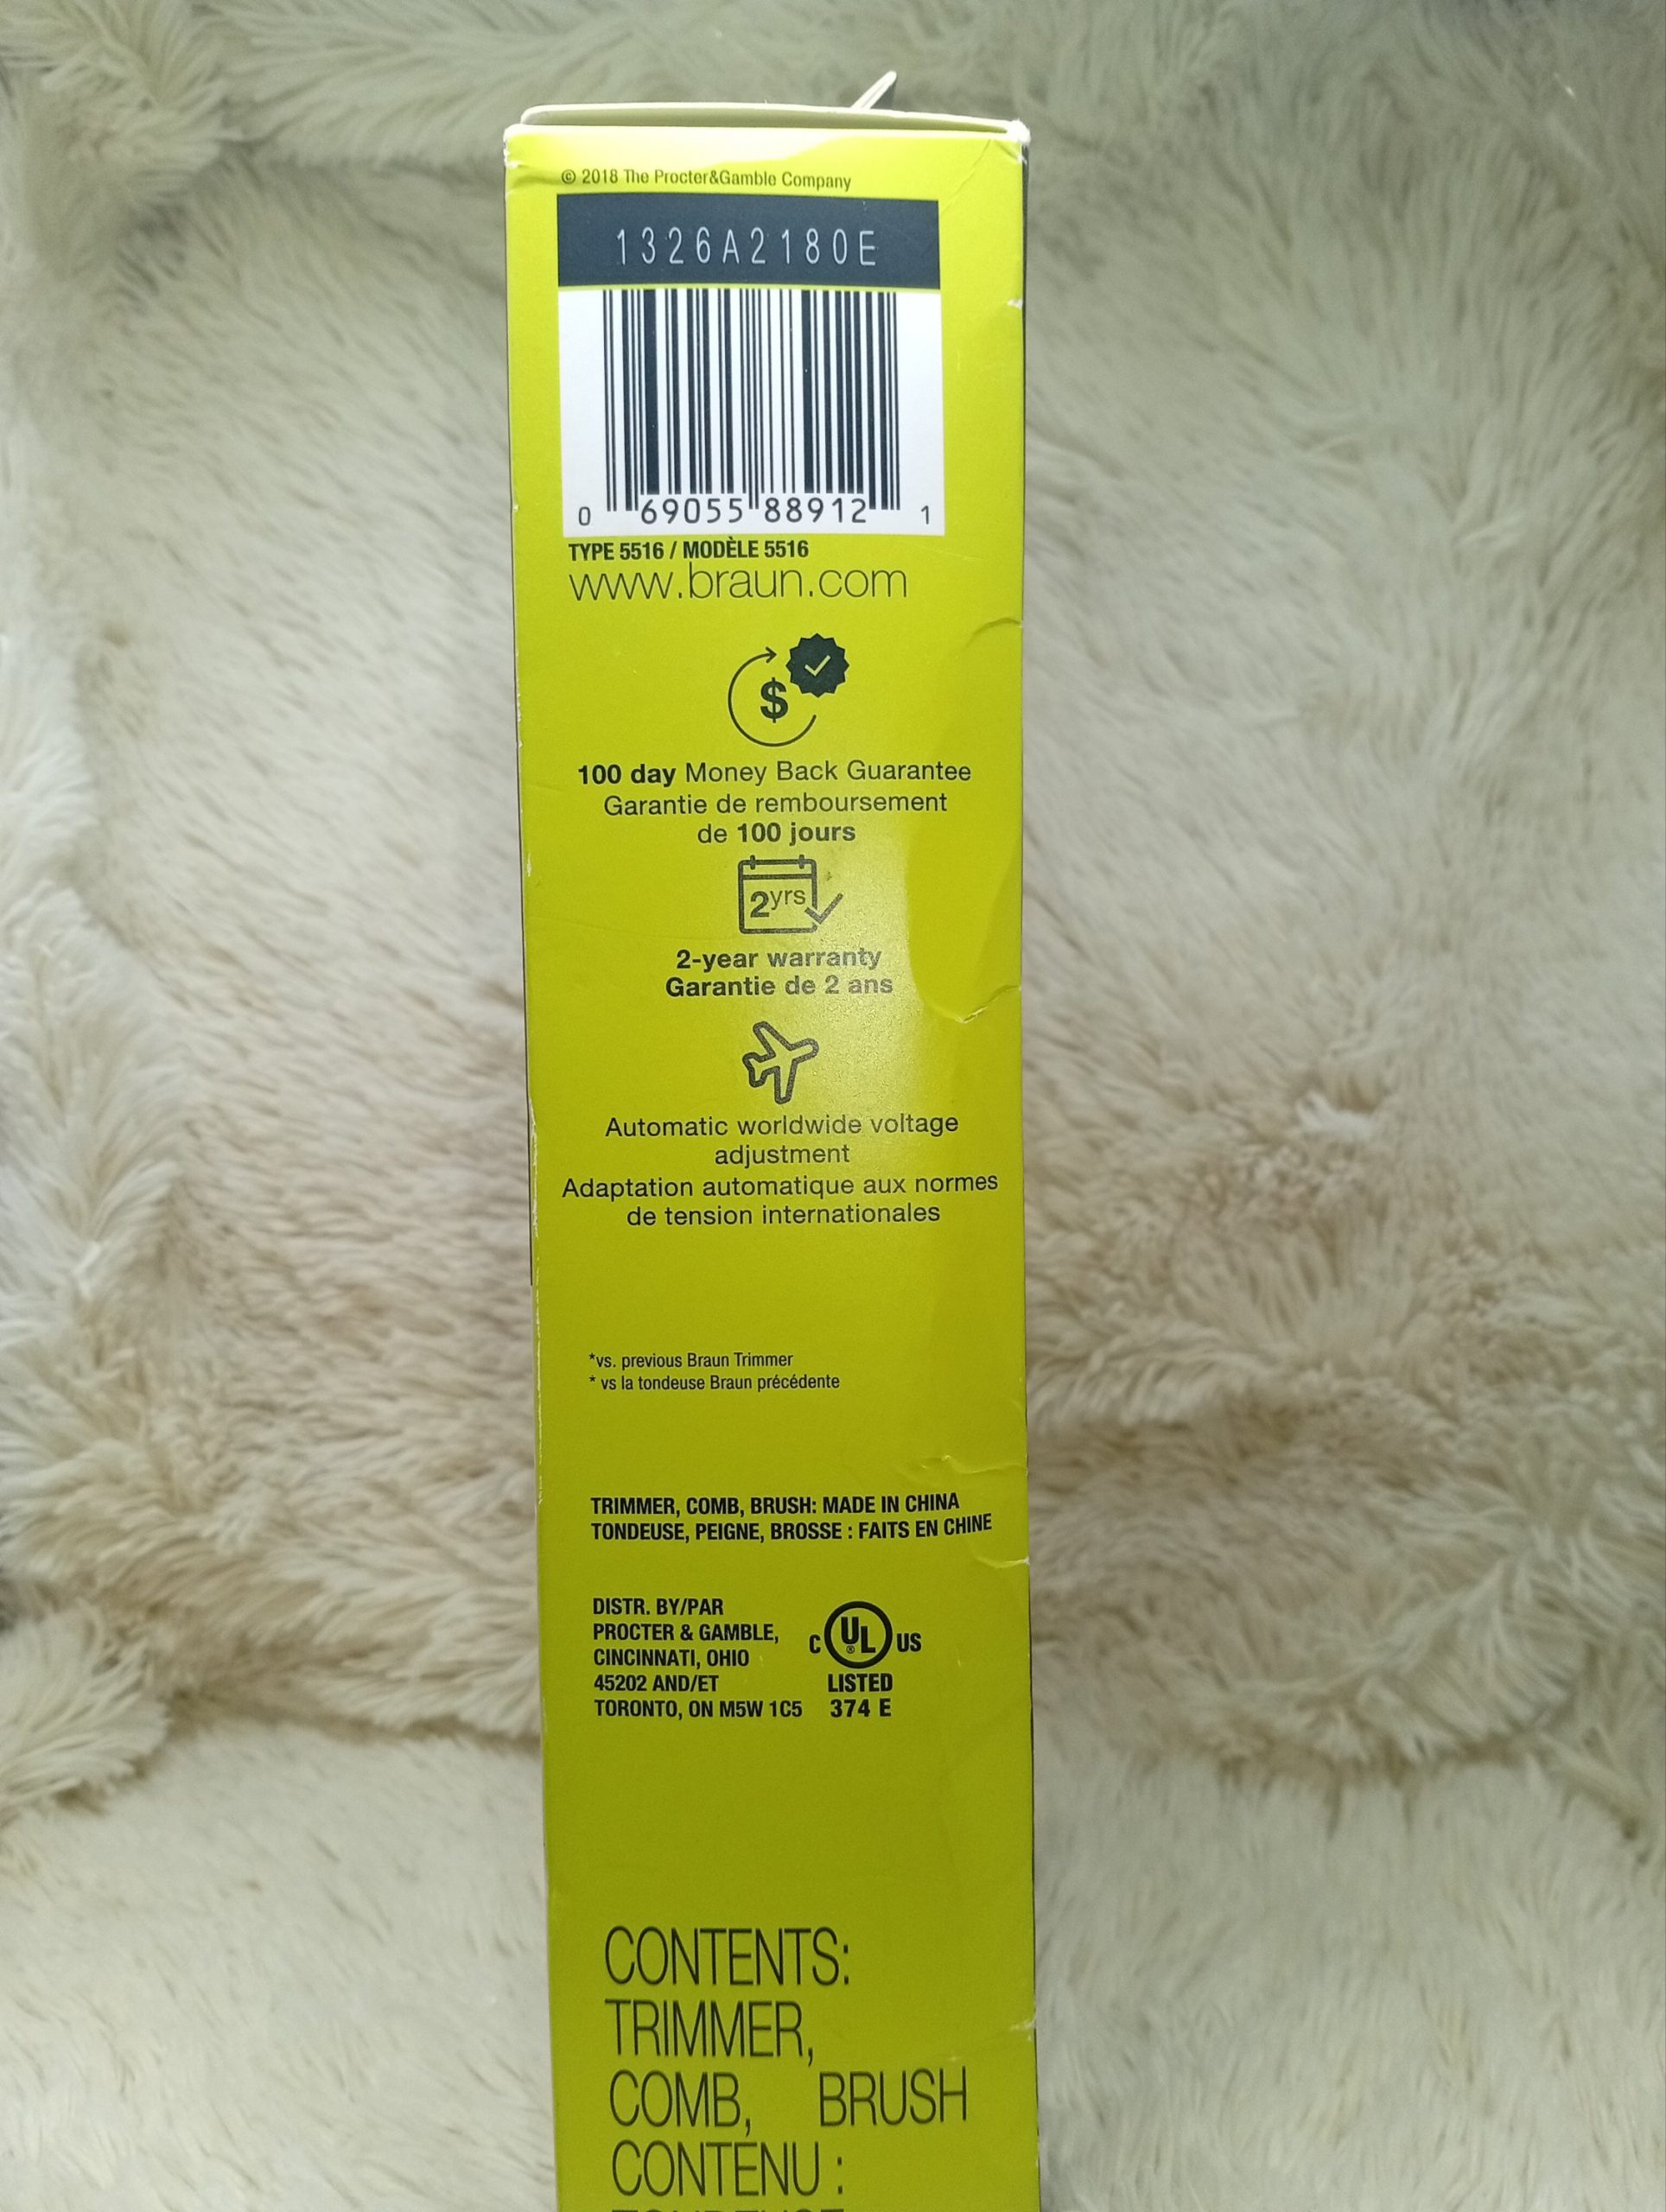 © 2018 The Procter&Gamble Company
1326A2180E
0 69055 88912 1
TYPE 5516 / MODÈLE 5516
www.braun.com
$
100 day Money Back Guarantee
Garantie de remboursement
de 100 jours
2yrs
2-year warranty
Garantie de 2 ans
Automatic worldwide voltage
adjustment
Adaptation automatique aux normes
de tension internationales
*vs. previous Braun Trimmer
* vs la tondeuse Braun précédente
TRIMMER, COMB, BRUSH: MADE IN CHINA
TONDEUSE, PEIGNE, BROSSE : FAITS EN CHINE
DISTR. BY/PAR
PROCTER & GAMBLE,
CINCINNATI, OHIO
45202 AND/ET
TORONTO, ON M5W 1C5
C UL ® US
LISTED
374 E
CONTENTS:
TRIMMER,
COMB, BRUSH
CONTENU :